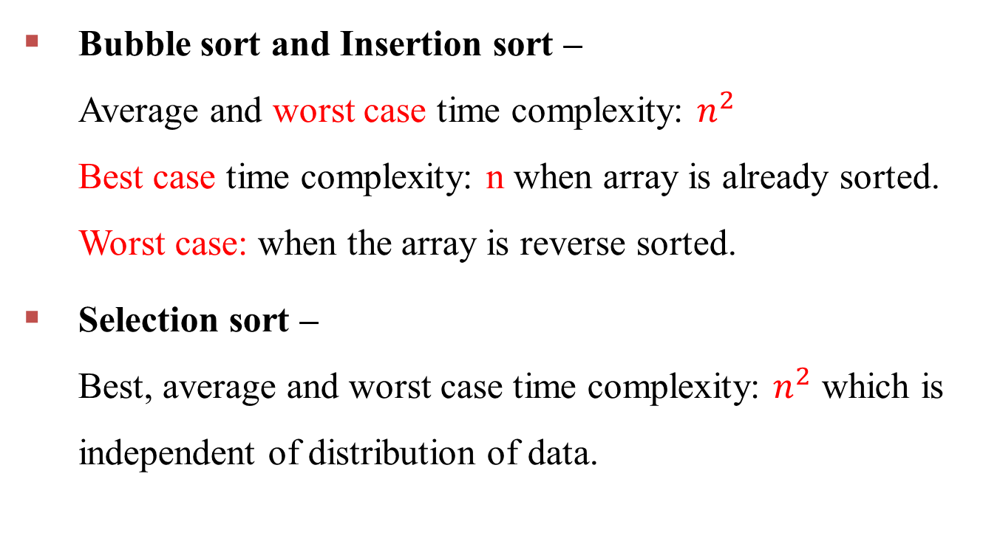 ▪ Bubble sort and Insertion sort –
Average and worst case time complexity: n²
Best case time complexity: n when array is already sorted.
Worst case: when the array is reverse sorted.
▪ Selection sort –
Best, average and worst case time complexity: n² which is
independent of distribution of data.